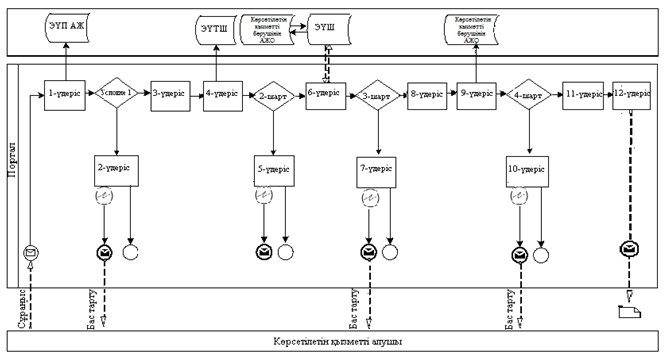 ЭҮП АЖ
ЭҮТШ
Көрсетілетін
қызметті
берушінің
АЖО
ЭҮШ
Көрсетілетін
қызметті
берушінің
АЖО
Портал
1-үдеріс
Условие 1
3-үдеріс
4-үдеріс
2-шарт
6-үдеріс
3-шарт
8-үдеріс
9-үдеріс
4-шарт
11-үдеріс
12-үдеріс
2-үдеріс
5-үдеріс
7-үдеріс
10-үдеріс
Сұраныс
Бас тарту
Бас тарту
Бас тарту
Бас тарту
Көрсетілетін қызметті алушы